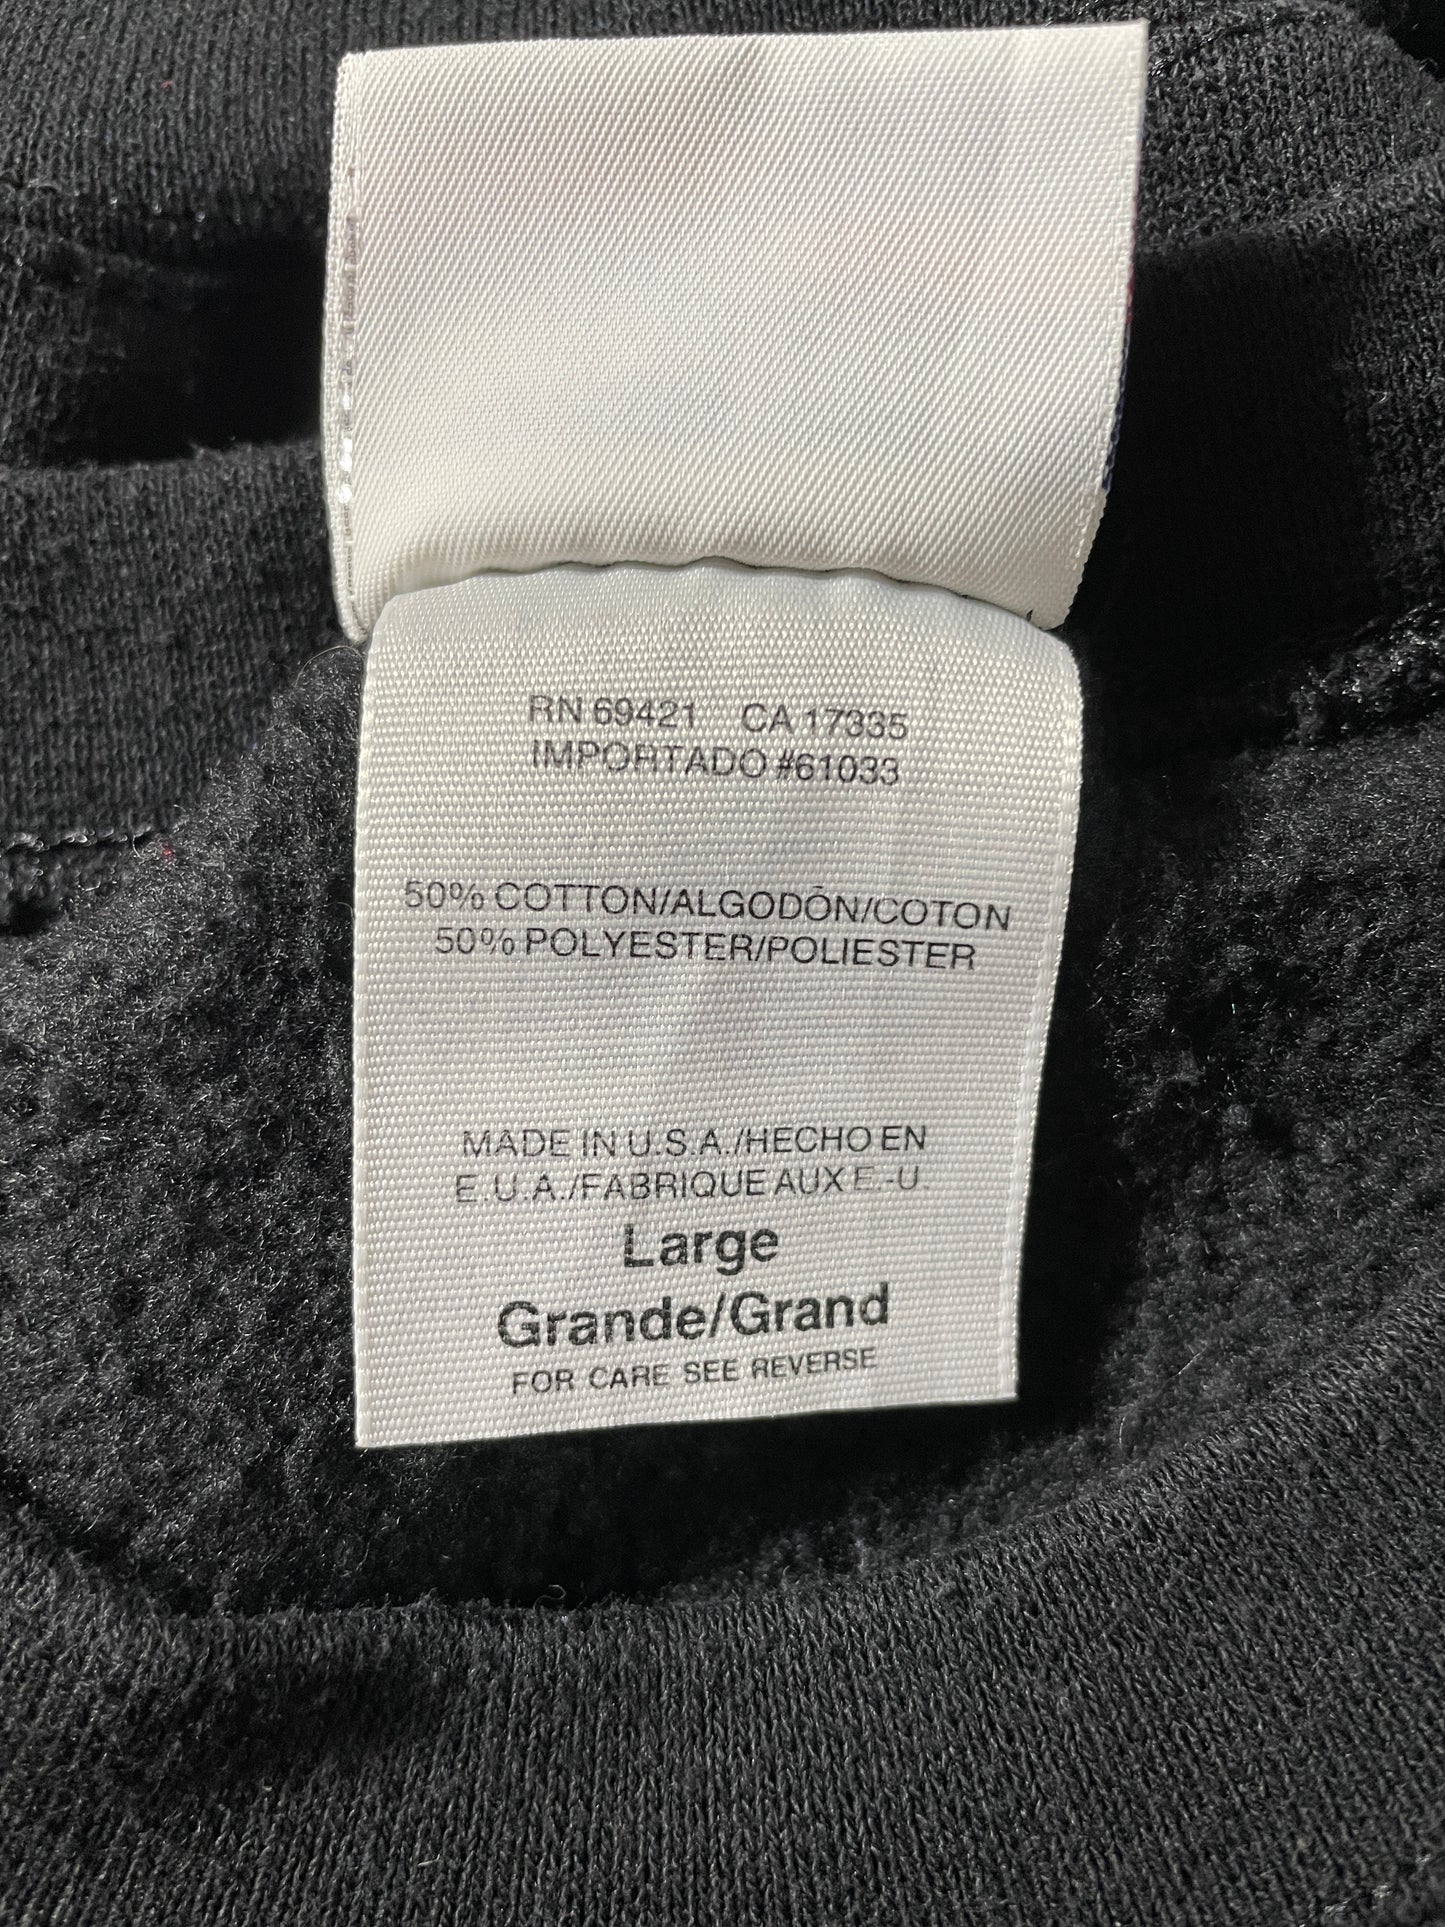 RN 69421 CA 17335
IMPORTADO #61033
50% COTTON/ALGODÓN/COTON
50% POLYESTER/POLIESTER
MADE IN U.S.A./HECHO EN
E.U.A./FABRIQUE AUX E.-U.
Large
Grande/Grand
FOR CARE SEE REVERSE